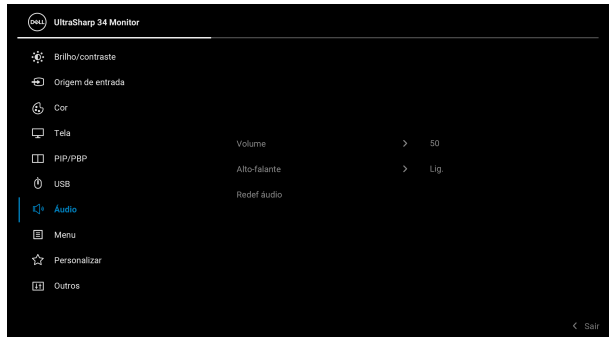 DELL UltraSharp 34 Monitor
Brilho/contraste
Origem de entrada
Cor
Tela
PIP/PBP
USB
Áudio
Menu
Personalizar
Outros
Volume 50
Alto-falante Lig.
Redef áudio
Sair